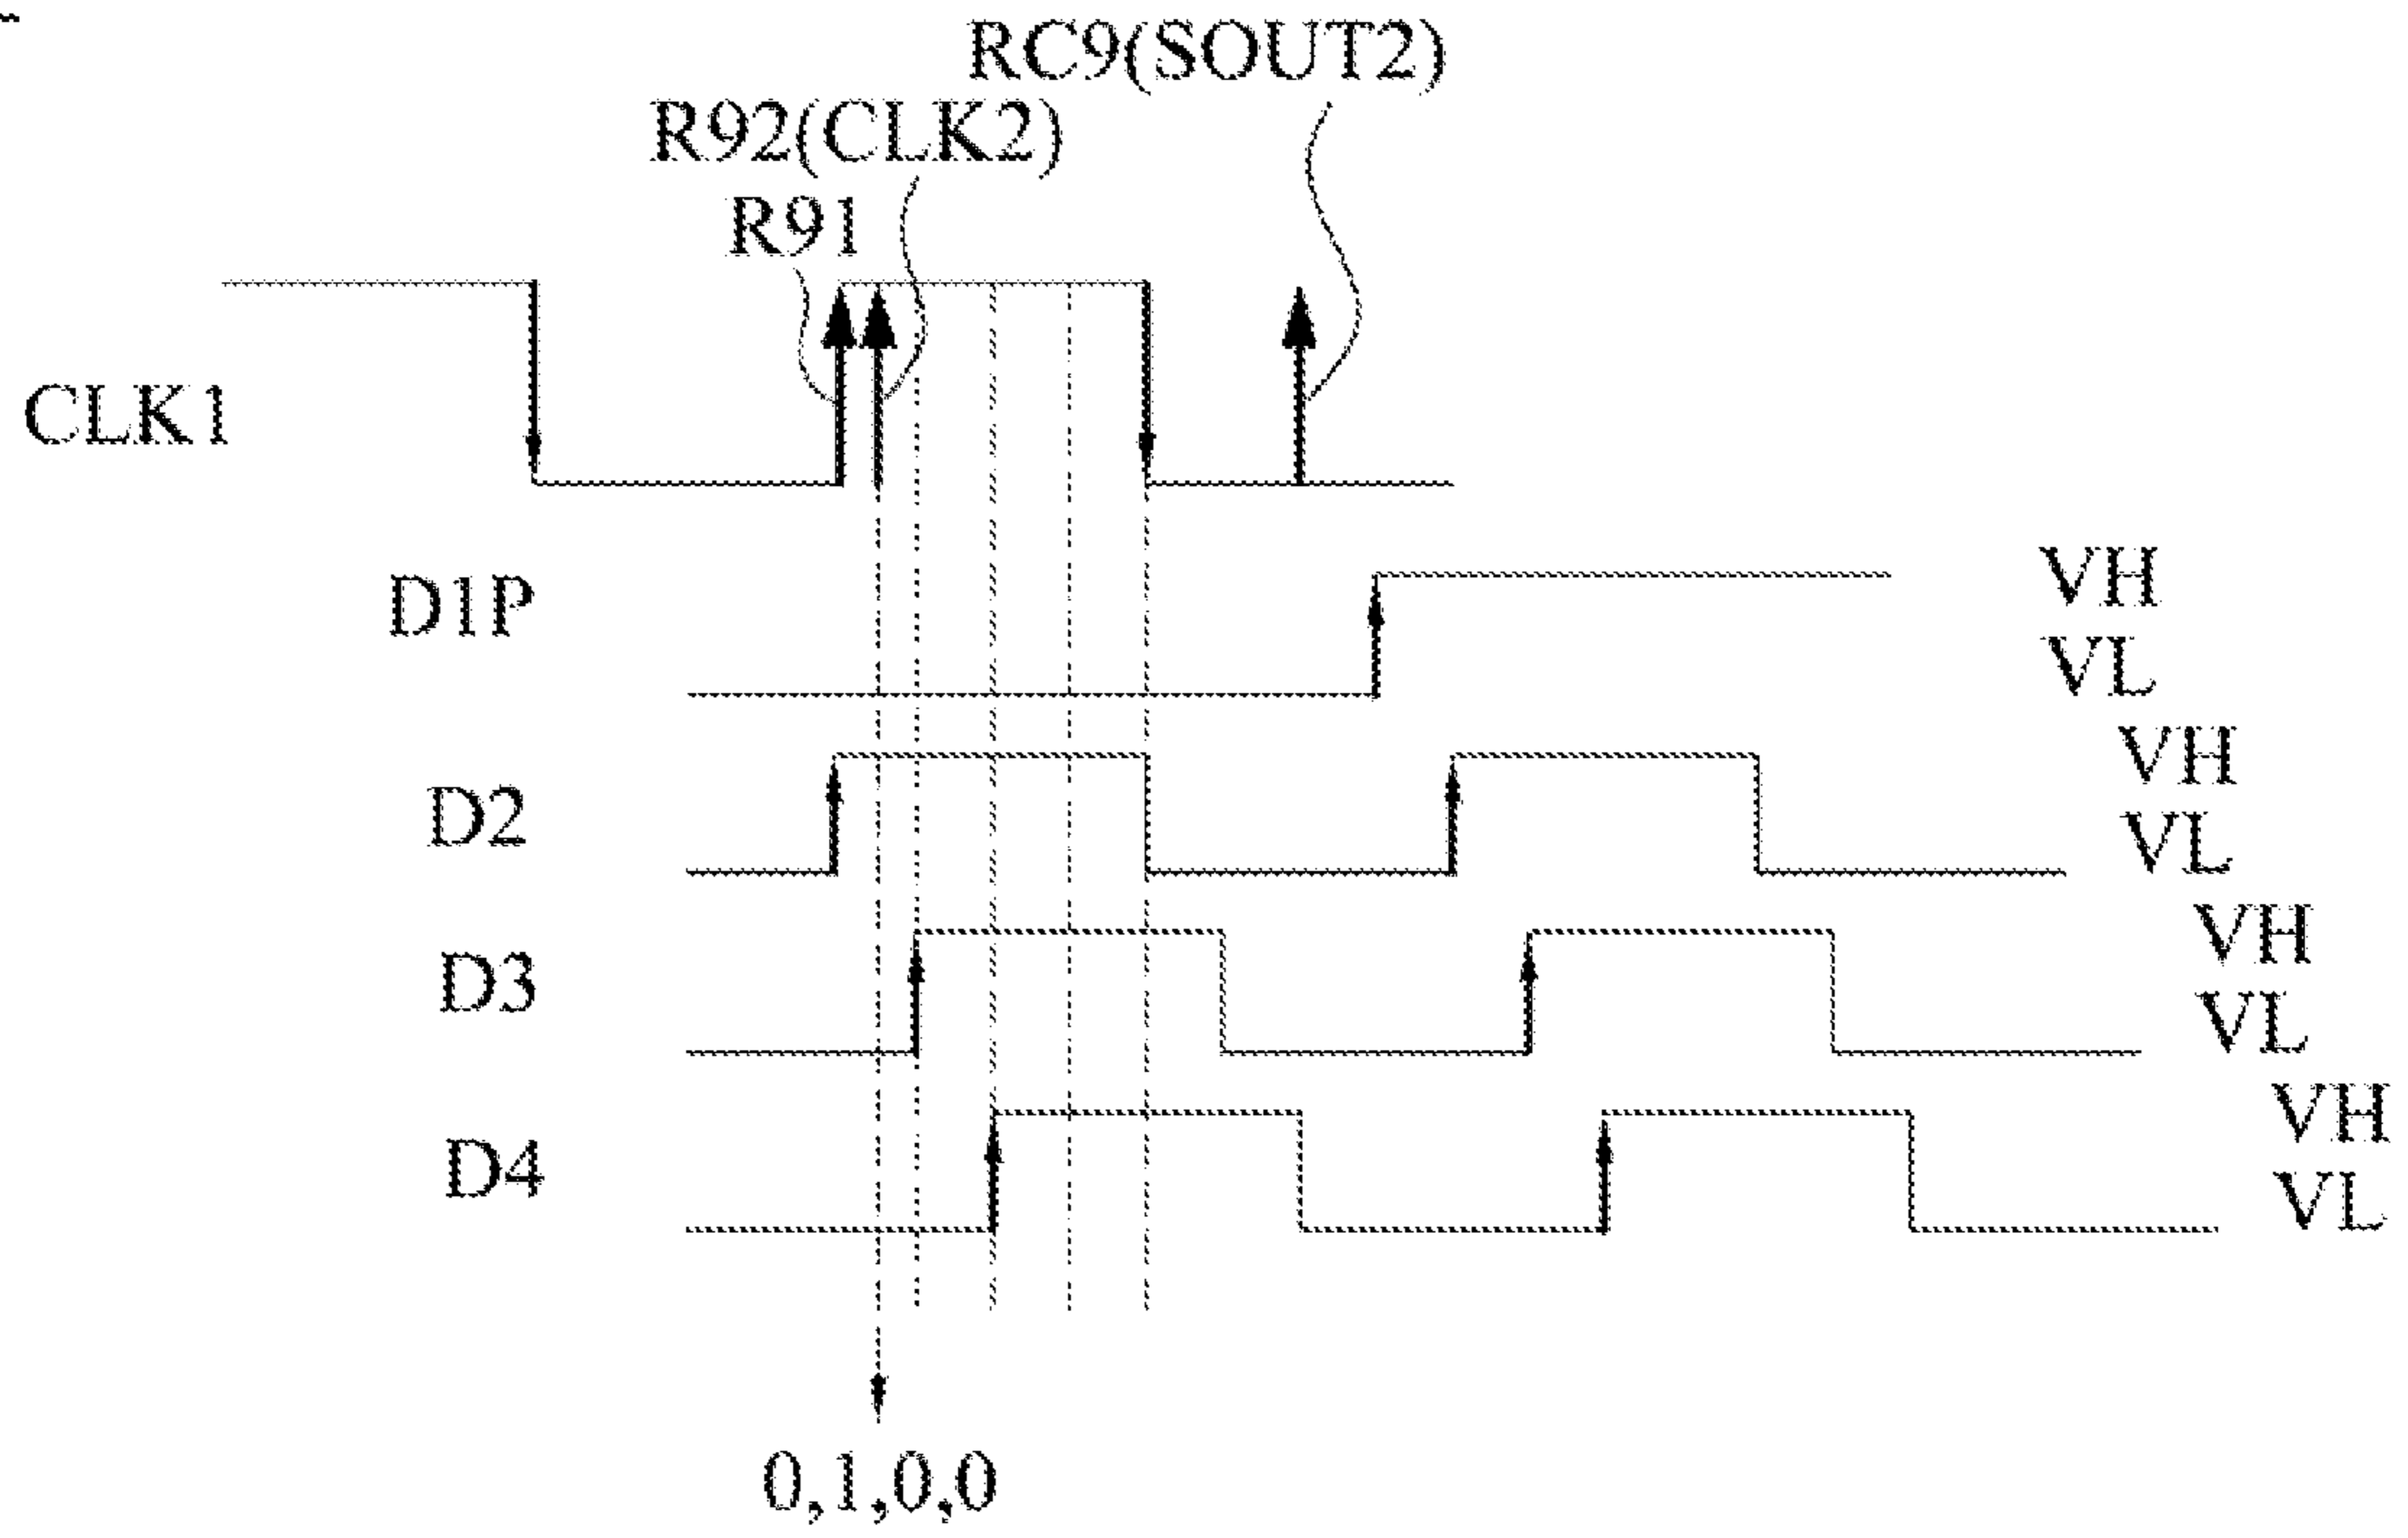 RC9(SOUT2)
R92(CLK2)
R91
CLK1
D1P
VH
VL
D2
VH
VL
D3
VH
VL
D4
VH
VL
0,1,0,0